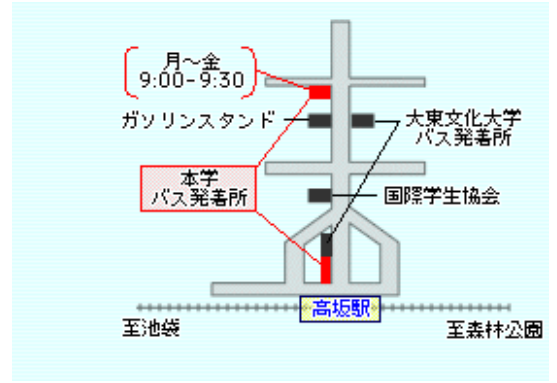 月～金
9:00-9:30
ガソリンスタンド
大東文化大学
バス発着所
本学
バス発着所
国際学生協会
高坂駅
至池袋
至森林公園